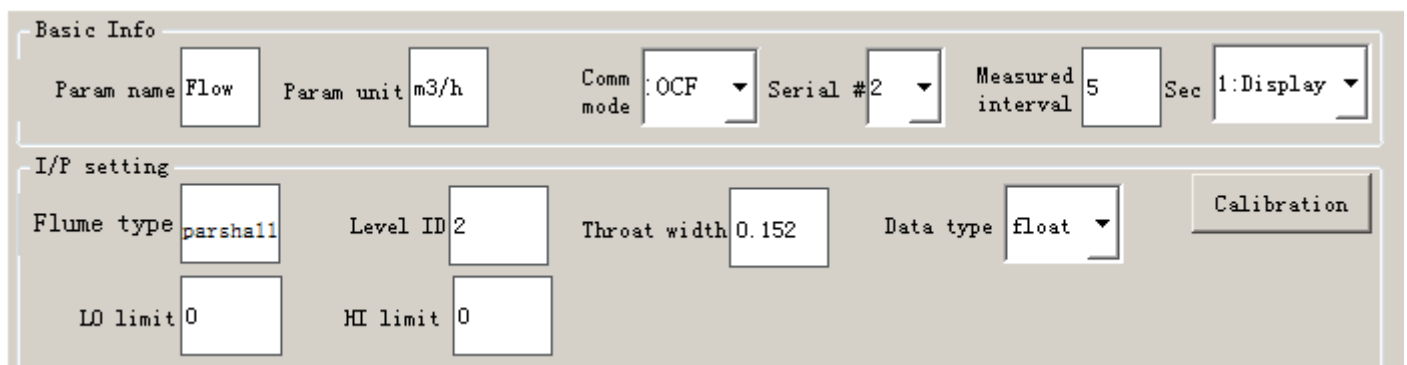 Basic Info
Param name Flow Param unit m3/h Comm mode :OCF Serial #2 Measured interval 5 Sec 1:Display
I/P setting
Flume type parshall Level ID 2 Throat width 0.152 Data type float Calibration
LO limit 0 HI limit 0